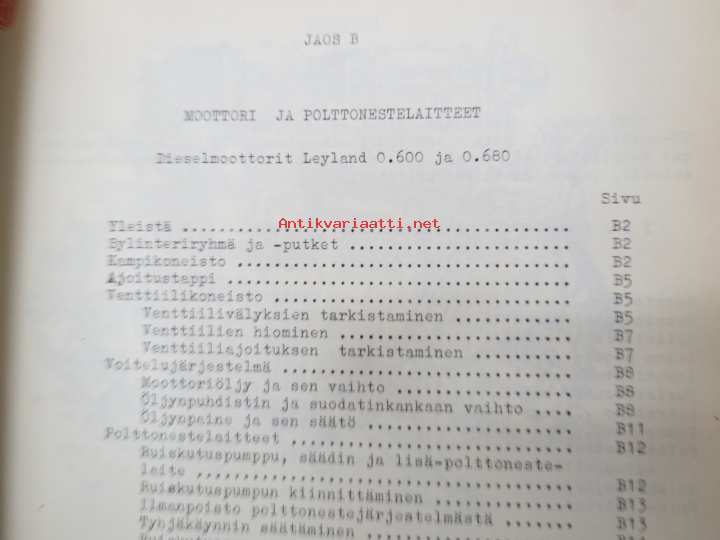 JAOS B
MOOTTORI JA POLTTONESTELAITTEET
Dieselmoottorit Leyland 0.600 ja 0.680
Sivu
Yleistä ........................................ B2
Antikvariaatti.net
Sylinteriryhmä ja -putket ........................ B2
Kampikoneisto .................................... B2
Ajoitustappi ..................................... B5
Venttiilikoneisto ................................ B5
Venttiilivälyksien tarkistaminen .......... B5
Venttiilien hiominen ...................... B7
Venttiiliajoituksen tarkistaminen .......... B7
Voitelujärjestelmä ............................... B8
Moottoriöljy ja sen vaihto ................ B8
Öljynpuhdistin ja suodatinkankaan vaihto .... B8
Öljynpaine ja sen säätö ................... B11
Polttonestelaitteet .............................. B12
Ruiskutuspumppu, säädin ja lisä-polttoneste-
laite ..................................... B12
Ruiskutuspumpun kiinnittäminen ............ B13
Ilmanpoisto polttonestejärjestelmästä ....... B13
Tyhjäkäynnin säätäminen ...................